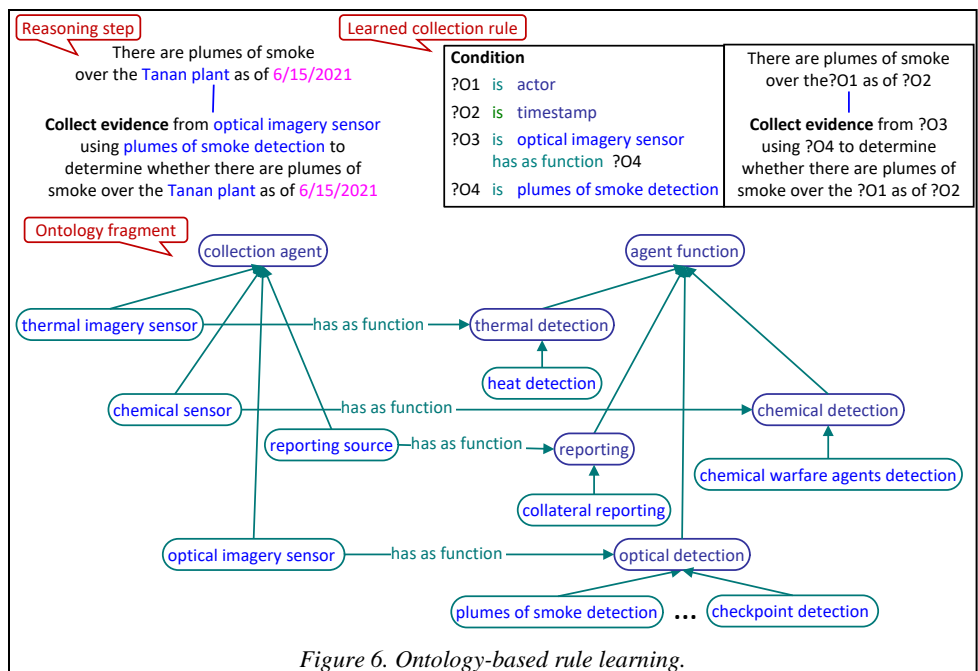 Reasoning step
Learned collection rule
There are plumes of smoke
over the Tanan plant as of 6/15/2021
Collect evidence from optical imagery sensor
using plumes of smoke detection to
determine whether there are plumes of
smoke over the Tanan plant as of 6/15/2021
Condition
?O1 is actor
?O2 is timestamp
?O3 is optical imagery sensor
has as function ?O4
?O4 is plumes of smoke detection
There are plumes of smoke
over the?O1 as of ?O2
Collect evidence from ?O3
using ?O4 to determine
whether there are plumes of
smoke over the ?O1 as of ?O2
Ontology fragment
collection agent
agent function
thermal imagery sensor
has as function
thermal detection
heat detection
chemical sensor
has as function
chemical detection
reporting source
has as function
reporting
chemical warfare agents detection
collateral reporting
optical imagery sensor
has as function
optical detection
plumes of smoke detection
...
checkpoint detection
Figure 6. Ontology-based rule learning.